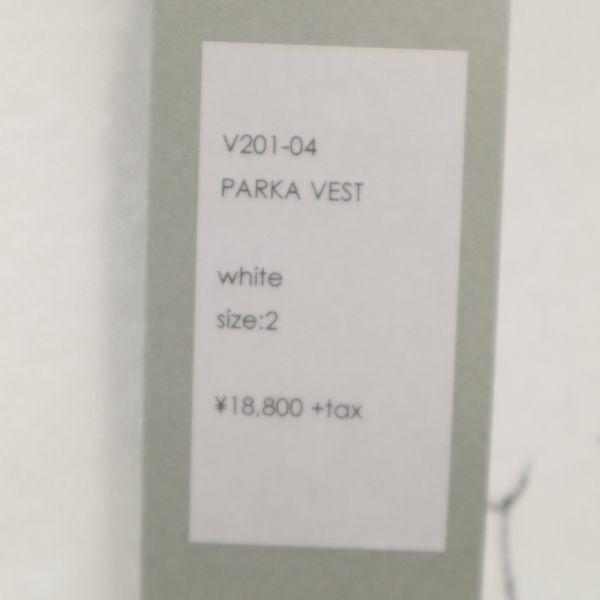 V201-04
PARKA VEST
white
size:2
¥18,800 +tax